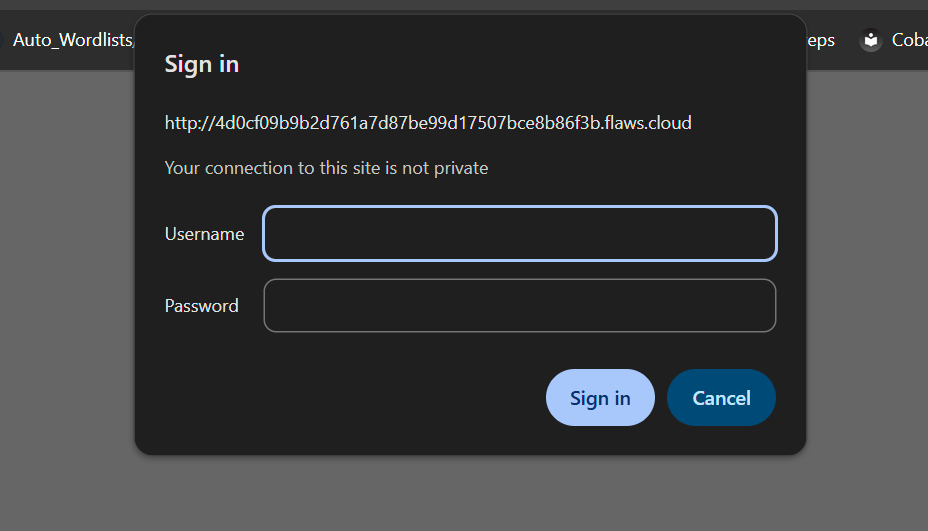 Auto_Wordlists
eps
Coba
Sign in
http://4d0cf09b9b2d761a7d87be99d17507bce8b86f3b.flaws.cloud
Your connection to this site is not private
Username
Password
Sign in
Cancel